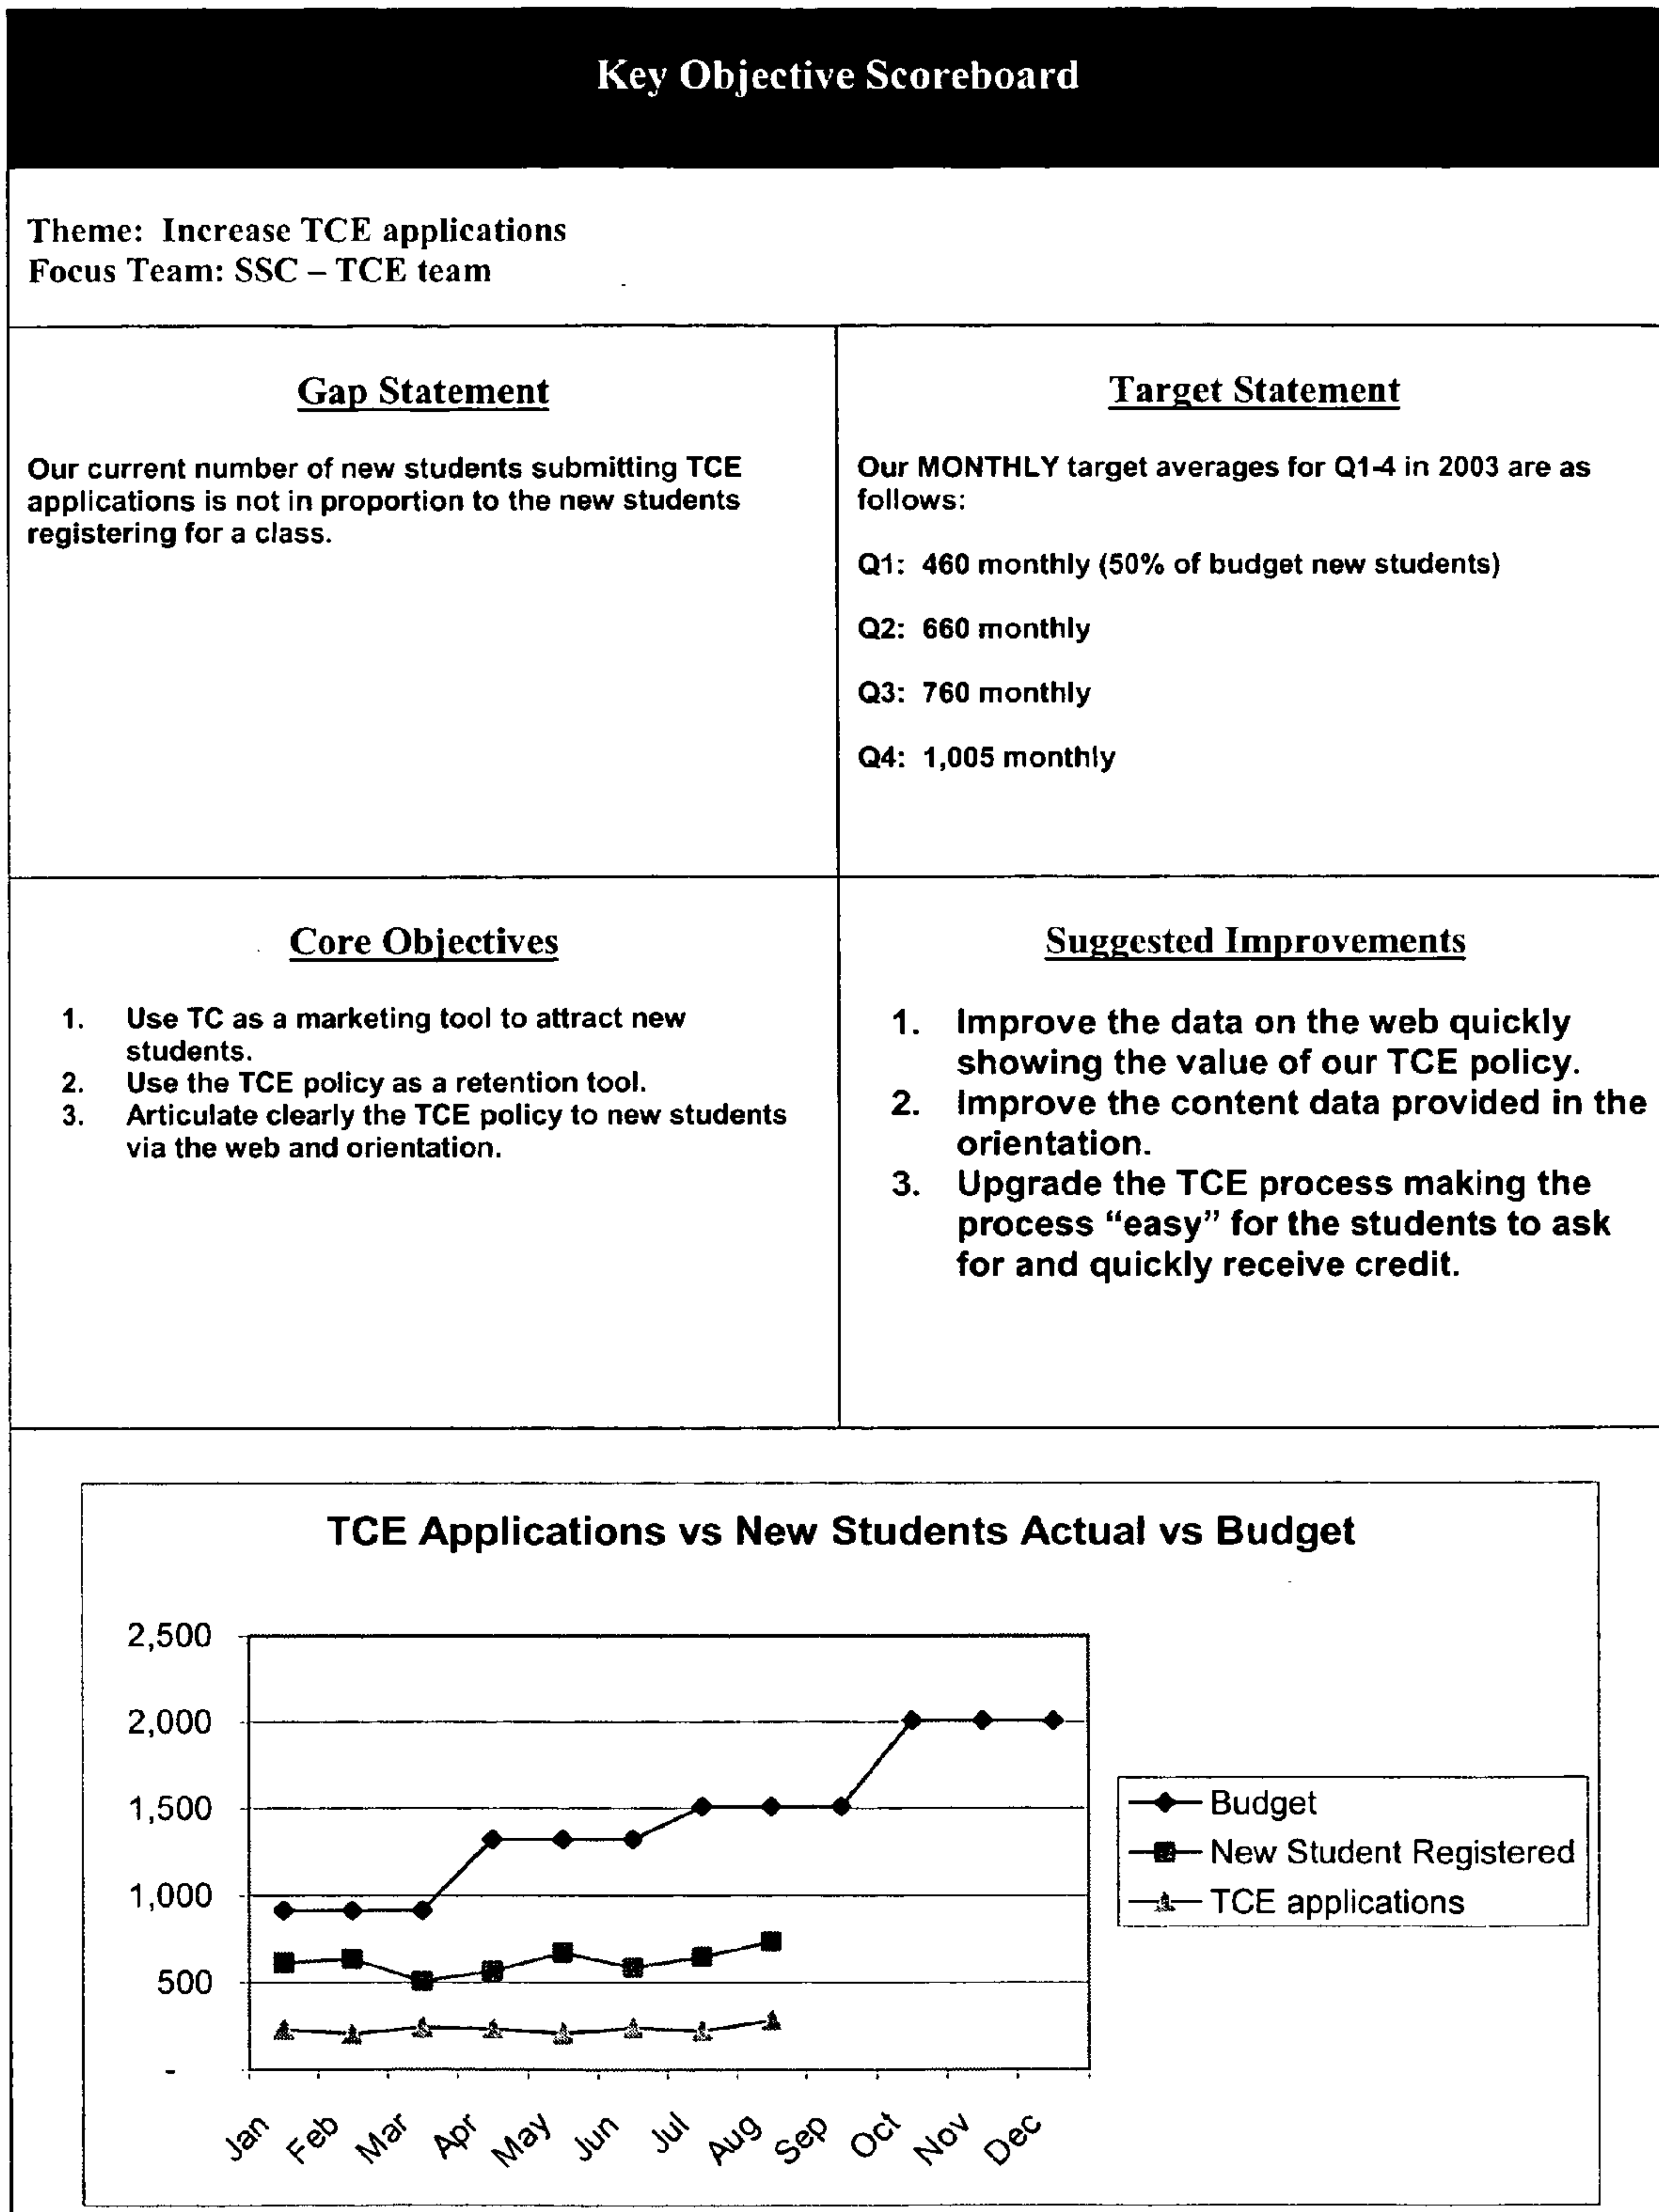 Key Objective Scoreboard
Theme: Increase TCE applications
Focus Team: SSC – TCE team
Gap Statement
Our current number of new students submitting TCE
applications is not in proportion to the new students
registering for a class.
Target Statement
Our MONTHLY target averages for Q1-4 in 2003 are as
follows:
Q1: 460 monthly (50% of budget new students)
Q2: 660 monthly
Q3: 760 monthly
Q4: 1,005 monthly
Core Objectives
1. Use TC as a marketing tool to attract new
students.
2. Use the TCE policy as a retention tool.
3. Articulate clearly the TCE policy to new students
via the web and orientation.
Suggested Improvements
1. Improve the data on the web quickly
showing the value of our TCE policy.
2. Improve the content data provided in the
orientation.
3. Upgrade the TCE process making the
process “easy” for the students to ask
for and quickly receive credit.
TCE Applications vs New Students Actual vs Budget
2,500
2,000
1,500
1,000
500
-
Jan Feb Mar Apr May Jun Jul Aug Sep Oct Nov Dec
Budget
New Student Registered
TCE applications